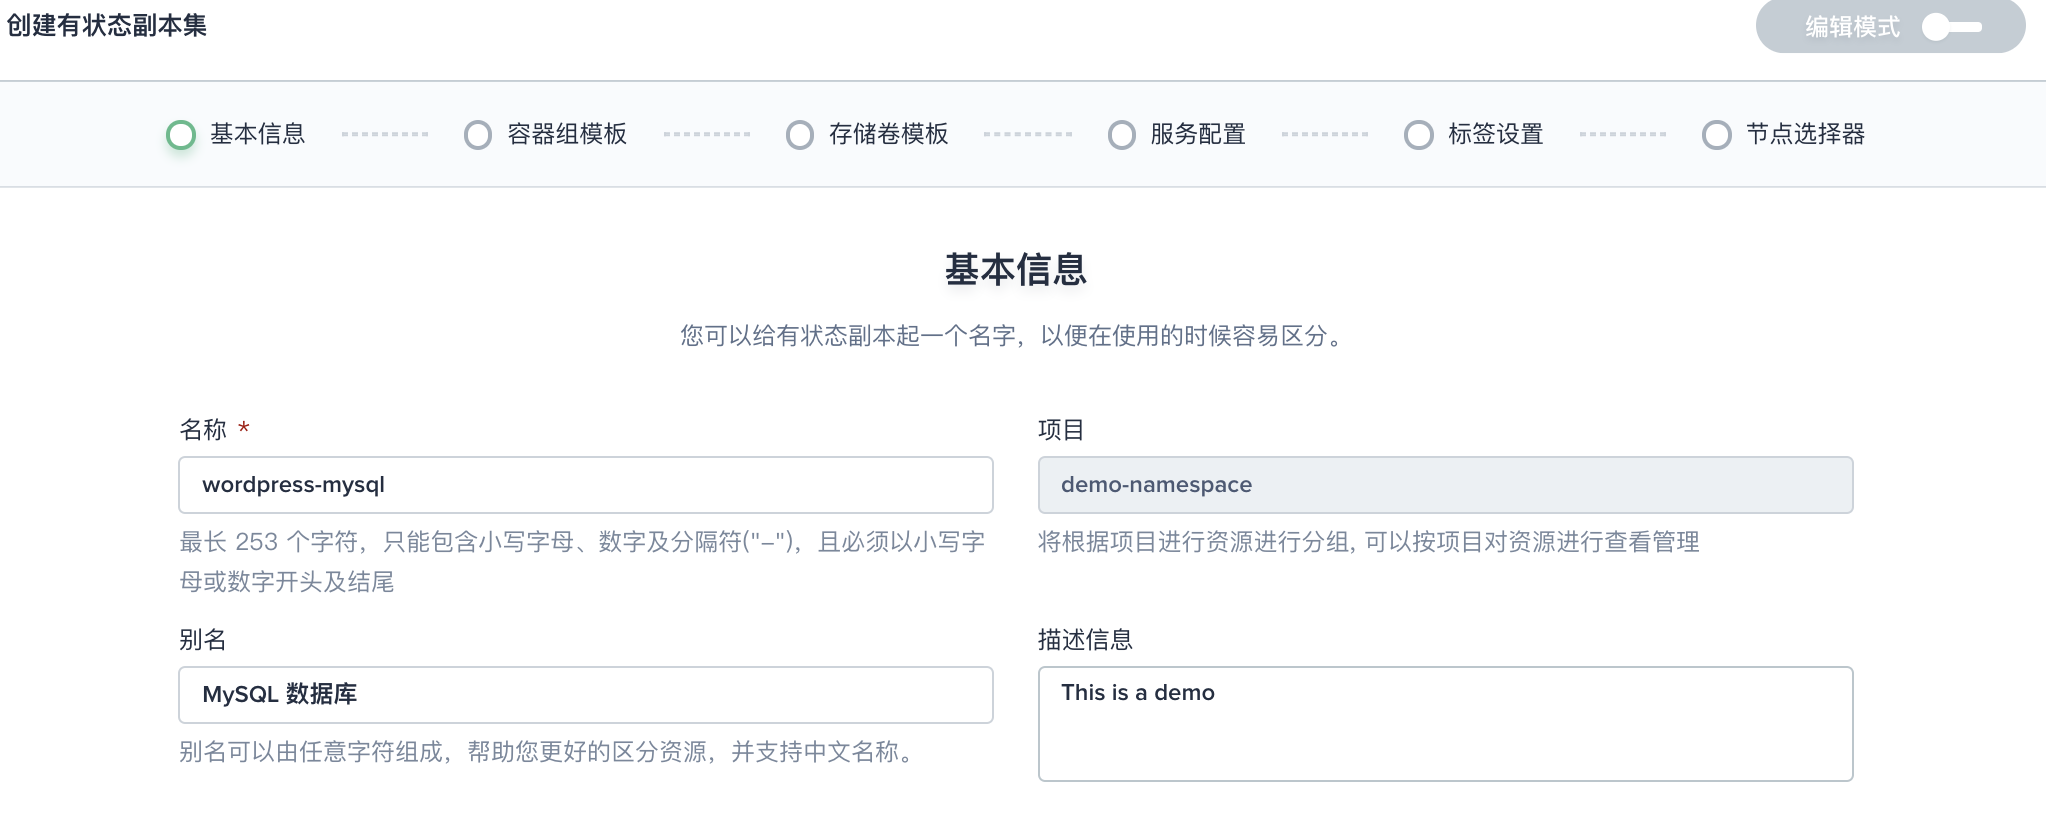 创建有状态副本集
编辑模式
基本信息
容器组模板
存储卷模板
服务配置
标签设置
节点选择器
基本信息
您可以给有状态副本起一个名字，以便在使用的时候容易区分。
名称 *
wordpress-mysql
最长 253 个字符，只能包含小写字母、数字及分隔符("-")，且必须以小写字
母或数字开头及结尾
项目
demo-namespace
将根据项目进行资源进行分组, 可以按项目对资源进行查看管理
别名
MySQL 数据库
别名可以由任意字符组成，帮助您更好的区分资源，并支持中文名称。
描述信息
This is a demo